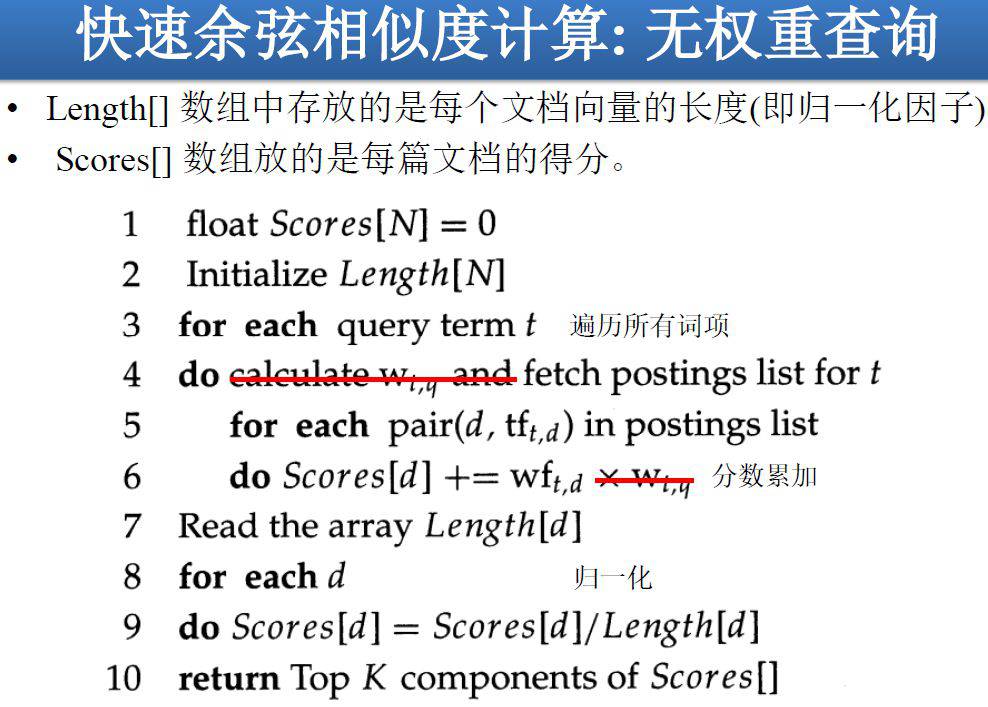 快速余弦相似度计算: 无权重查询
• Length[] 数组中存放的是每个文档向量的长度(即归一化因子)
• Scores[] 数组放的是每篇文档的得分。
1 float Scores[N] = 0
2 Initialize Length[N]
3 for each query term t 遍历所有词项
4 do calculate w_{t,q} and fetch postings list for t
5 for each pair(d, tf_{t,d}) in postings list
6 do Scores[d] += wf_{t,d} × w_{t,q} 分数累加
7 Read the array Length[d]
8 for each d 归一化
9 do Scores[d] = Scores[d]/Length[d]
10 return Top K components of Scores[]